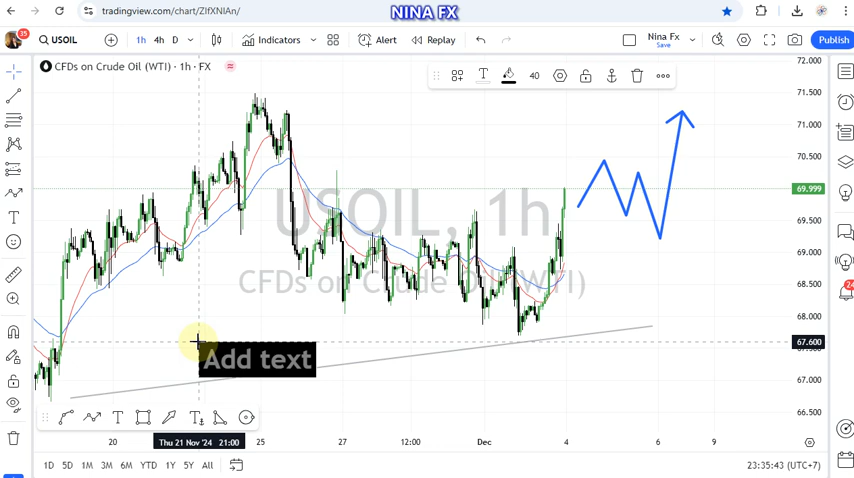 NINA FX
tradingview.com/chart/ZIfXNIAn/
35
USOIL
1h
4h
D
Indicators
Alert
Replay
Nina Fx
Save
Publish
CFDs on Crude Oil (WTI) · 1h · FX
40
72.000
71.500
71.000
70.500
69.999
69.500
69.000
68.500
68.000
67.600
67.000
66.500
USOIL, 1h
CFDs on Crude Oil (WTI)
Add text
20
Thu 21 Nov '24 21:00
25
27
12:00
Dec
4
6
9
1D
5D
1M
3M
6M
YTD
1Y
5Y
All
23:35:43 (UTC+7)
24